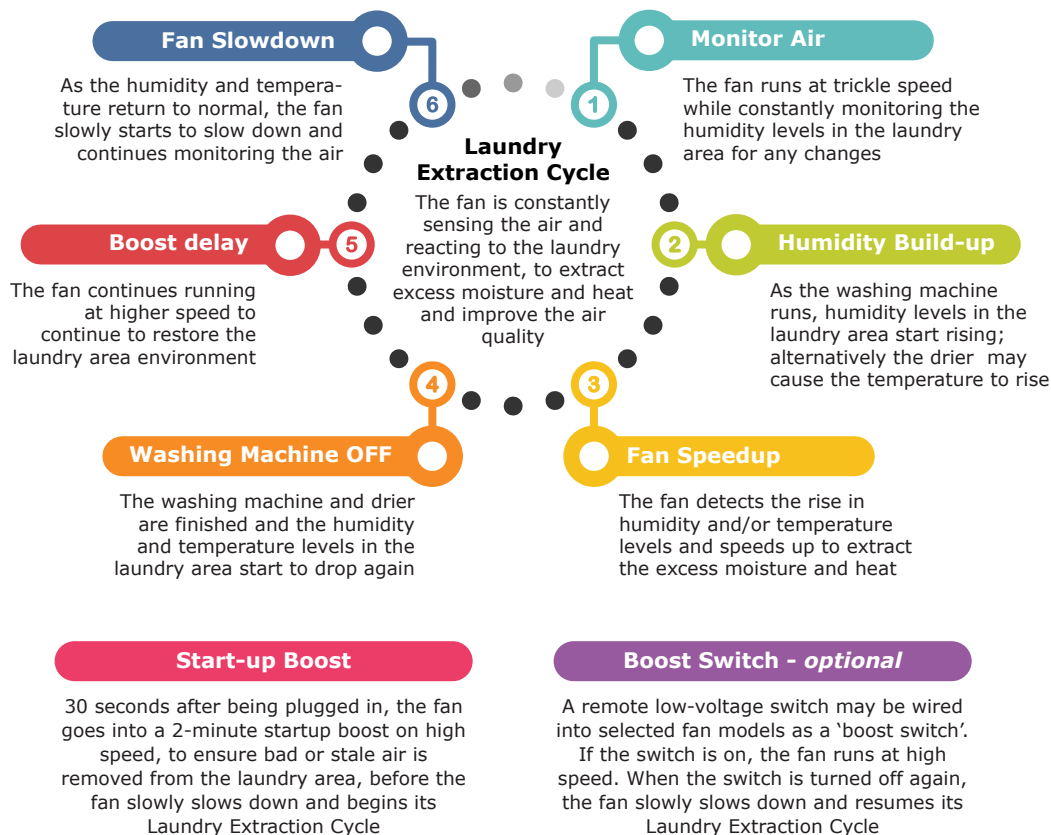 Fan Slowdown
As the humidity and tempera-
ture return to normal, the fan
slowly starts to slow down and
continues monitoring the air
6
Monitor Air
The fan runs at trickle speed
while constantly monitoring the
humidity levels in the laundry
area for any changes
1
Laundry
Extraction Cycle
The fan is constantly
sensing the air and
reacting to the laundry
environment, to extract
excess moisture and heat
and improve the air
quality
Boost delay
5
The fan continues running
at higher speed to
continue to restore the
laundry area environment
2
Humidity Build-up
As the washing machine
runs, humidity levels in the
laundry area start rising;
alternatively the drier may
cause the temperature to rise
4
Washing Machine OFF
The washing machine and drier
are finished and the humidity
and temperature levels in the
laundry area start to drop again
3
Fan Speedup
The fan detects the rise in
humidity and/or temperature
levels and speeds up to extract
the excess moisture and heat
Start-up Boost
30 seconds after being plugged in, the fan
goes into a 2-minute startup boost on high
speed, to ensure bad or stale air is
removed from the laundry area, before the
fan slowly slows down and begins its
Laundry Extraction Cycle
Boost Switch - optional
A remote low-voltage switch may be wired
into selected fan models as a ‘boost switch’.
If the switch is on, the fan runs at high
speed. When the switch is turned off again,
the fan slowly slows down and resumes its
Laundry Extraction Cycle